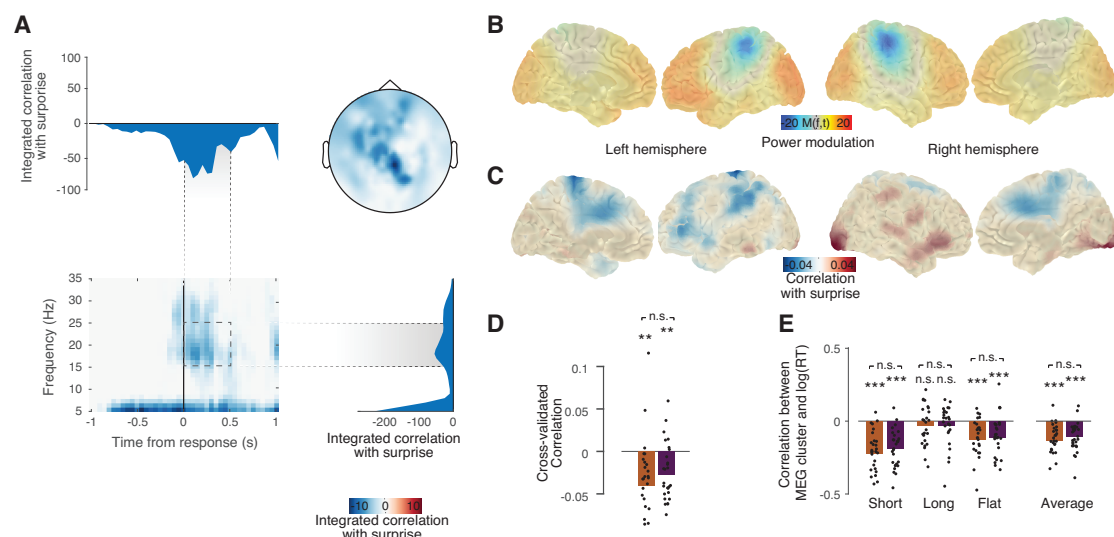 A
Integrated correlation
with surporise
100
50
0
-50
-100
Frequency (Hz)
35
30
25
20
15
10
5
-1
-0.5
0
0.5
1
Time from response (s)
-200
-100
0
Integrated correlation
with surprise
-10
10
Integrated correlation
with surprise
B
-20 M(f,t) 20
Power modulation
Left hemisphere
Right hemisphere
C
-0.04
0.04
Correlation
with surprise
D
n.s.
**
**
Cross-validated
Correlation
0.1
0.05
0
-0.05
E
Correlation between
MEG cluster and log(RT)
0.5
0
-0.5
n.s.
n.s.
n.s.
n.s.
*** ***
n.s. n.s.
*** ***
*** ***
Short
Long
Flat
Average